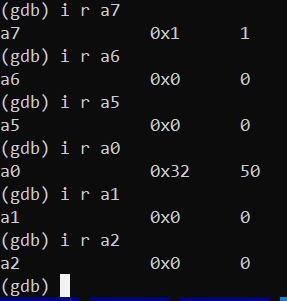 (gdb) i r a7
a7 0x1 1
(gdb) i r a6
a6 0x0 0
(gdb) i r a5
a5 0x0 0
(gdb) i r a0
a0 0x32 50
(gdb) i r a1
a1 0x0 0
(gdb) i r a2
a2 0x0 0
(gdb)